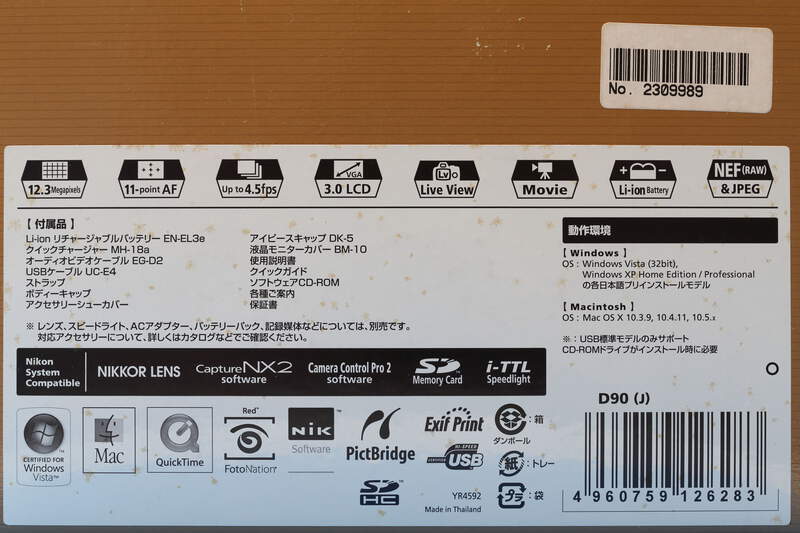 No. 2309989
12.3 Megapixels
11-point AF
Up to 4.5fps
VGA
3.0 LCD
Lv
Live View
Movie
Li-ion Battery
NEF (RAW)
& JPEG
【 付属品 】
Li-ion リチャージャブルバッテリー EN-EL3e
クイックチャージャー MH-18a
オーディオビデオケーブル EG-D2
USBケーブル UC-E4
ストラップ
ボディーキャップ
アクセサリーシューカバー
アイピースキャップ DK-5
液晶モニターカバー BM-10
使用説明書
クイックガイド
ソフトウェアCD-ROM
各種ご案内
保証書
※ レンズ、スピードライト、ACアダプター、バッテリーパック、記録媒体などについては、別売です。
対応アクセサリーについて、詳しくはカタログなどでご確認ください。
動作環境
【 Windows 】
OS : Windows Vista (32bit),
Windows XP Home Edition / Professional
の各日本語プリインストールモデル
【 Macintosh 】
OS : Mac OS X 10.3.9, 10.4.11, 10.5.x
※ : USB標準モデルのみサポート
CD-ROMドライブがインストール時に必要
Nikon
System
Compatible
NIKKOR LENS
Capture NX2
software
Camera Control Pro 2
software
SD
Memory Card
i-TTL
Speedlight
CERTIFIED FOR
Windows
Vista™
Mac
QuickTime
Red™
FotoNation™
NiK
Software
PictBridge
SD
HC
Exif Print
HI-SPEED
CERTIFIED
USB
YR4592
Made in Thailand
: 箱
ダンボール
紙 : トレー
プラ : 袋
D90 (J)
4 960759 126283